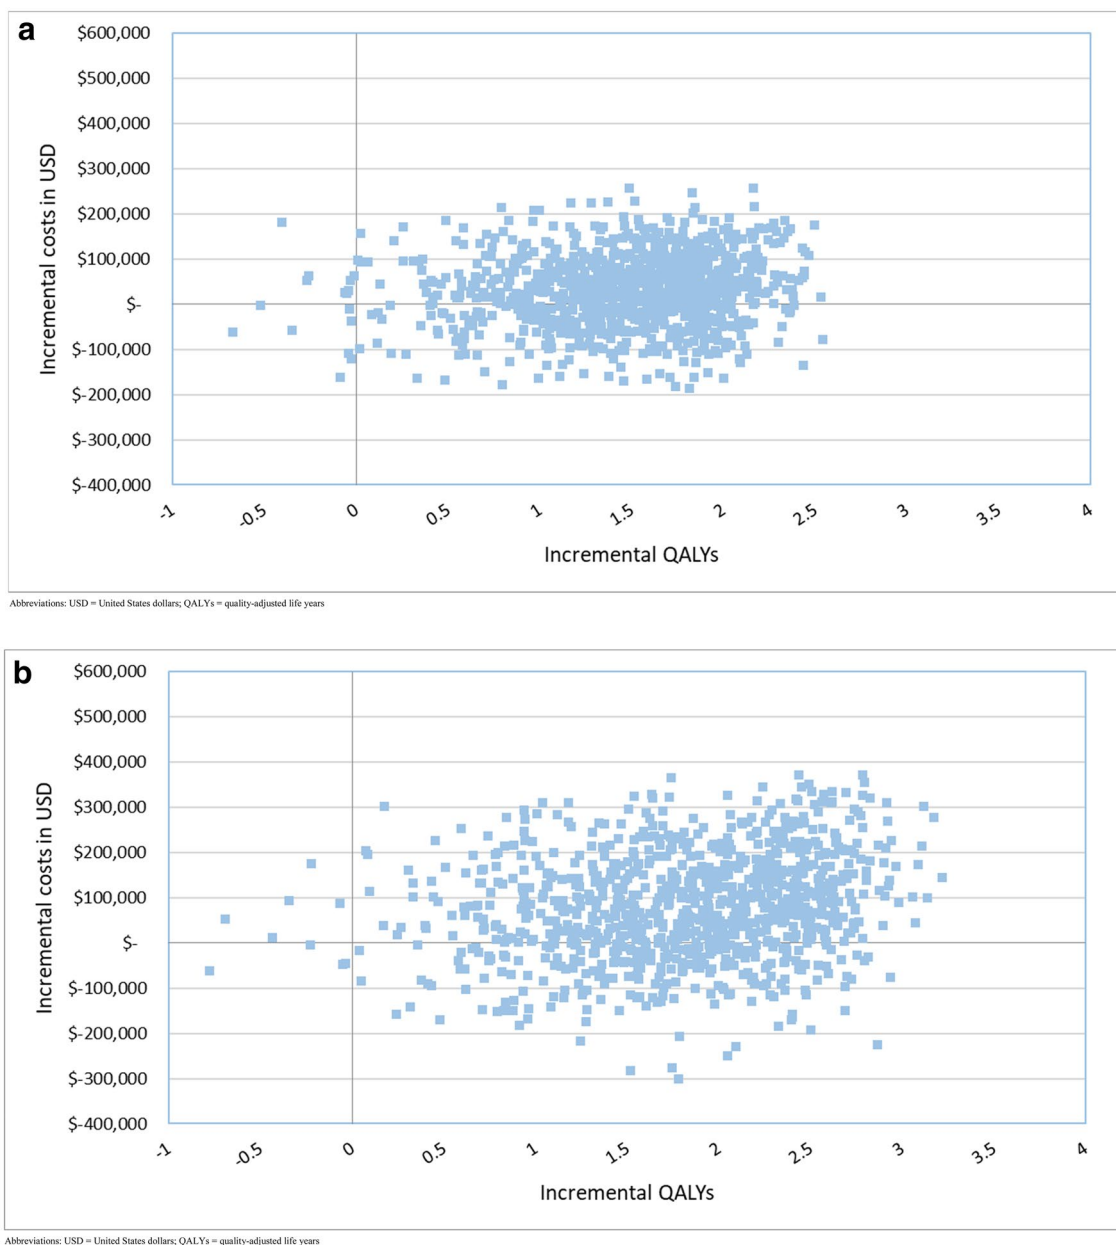 a
$600,000
$500,000
$400,000
$300,000
$200,000
$100,000
$-
$-100,000
$-200,000
$-300,000
$-400,000
Incremental costs in USD
-1 -0.5 0 0.5 1 1.5 2 2.5 3 3.5 4
Incremental QALYs
Abbreviations: USD = United States dollars; QALYs = quality-adjusted life years
b
$600,000
$500,000
$400,000
$300,000
$200,000
$100,000
$-
$-100,000
$-200,000
$-300,000
$-400,000
Incremental costs in USD
-1 -0.5 0 0.5 1 1.5 2 2.5 3 3.5 4
Incremental QALYs
Abbreviations: USD = United States dollars; QALYs = quality-adjusted life years